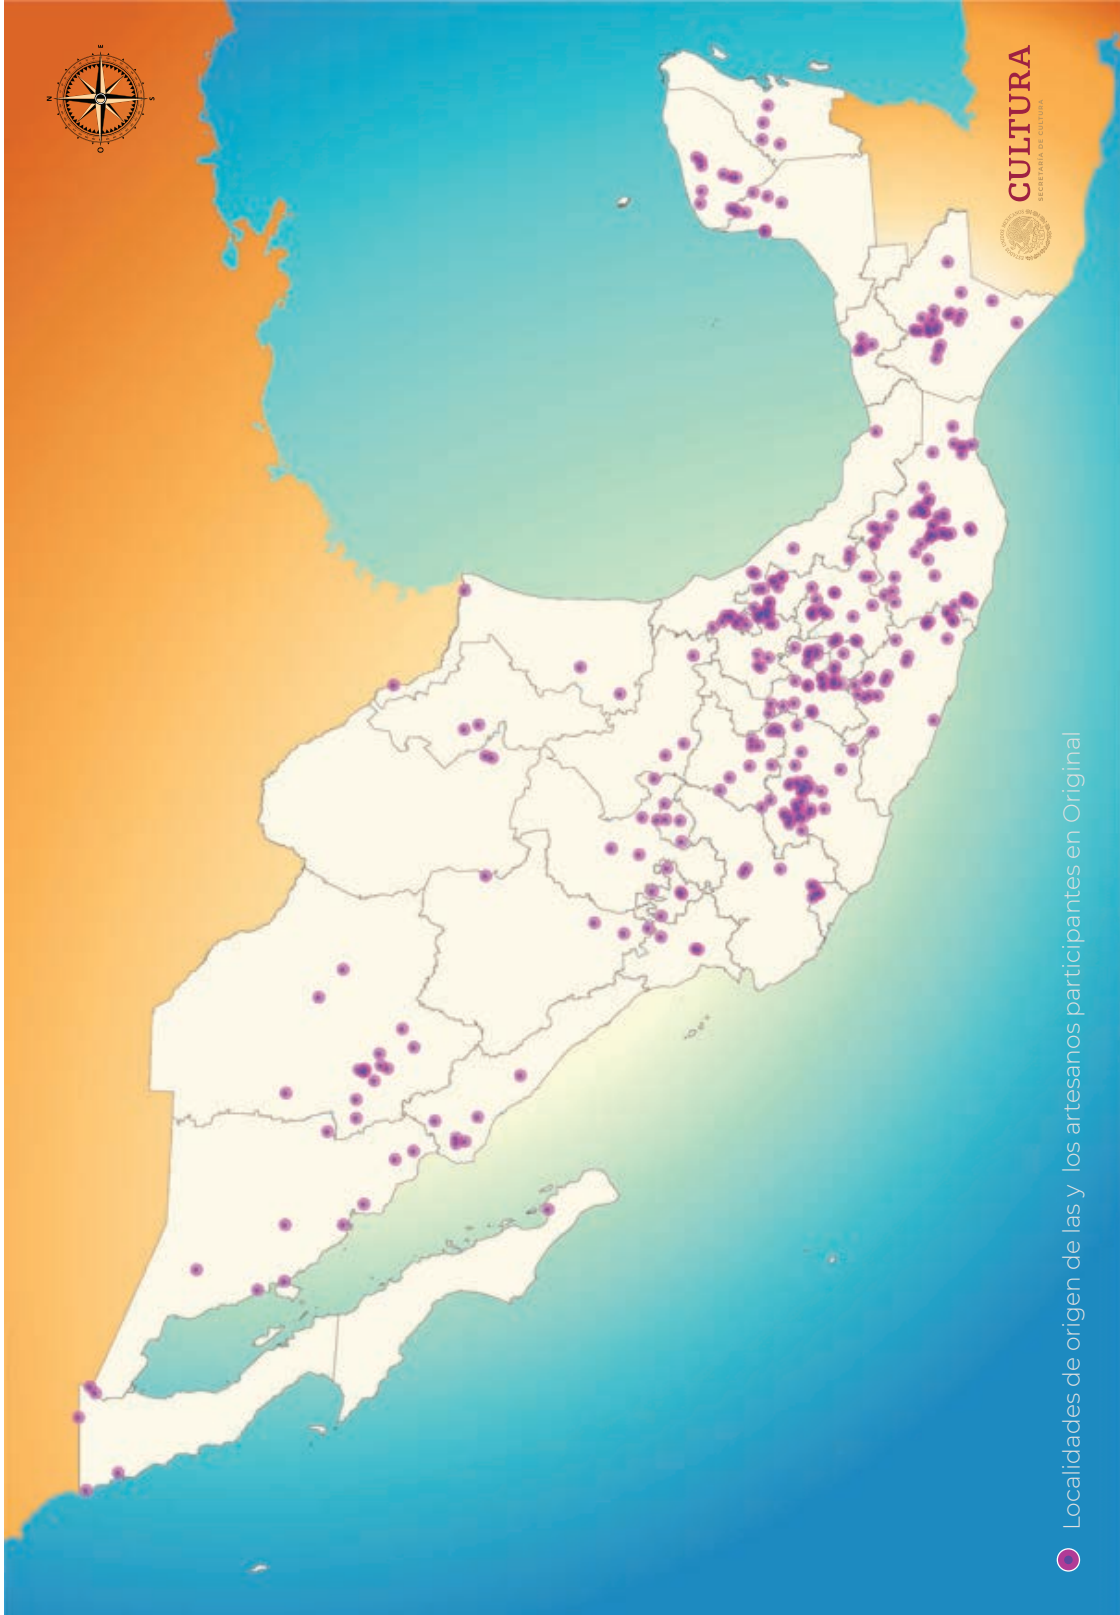 N
E
S
O
CULTURA
SECRETARÍA DE CULTURA
Localidades de origen de las y los artesanos participantes en Original